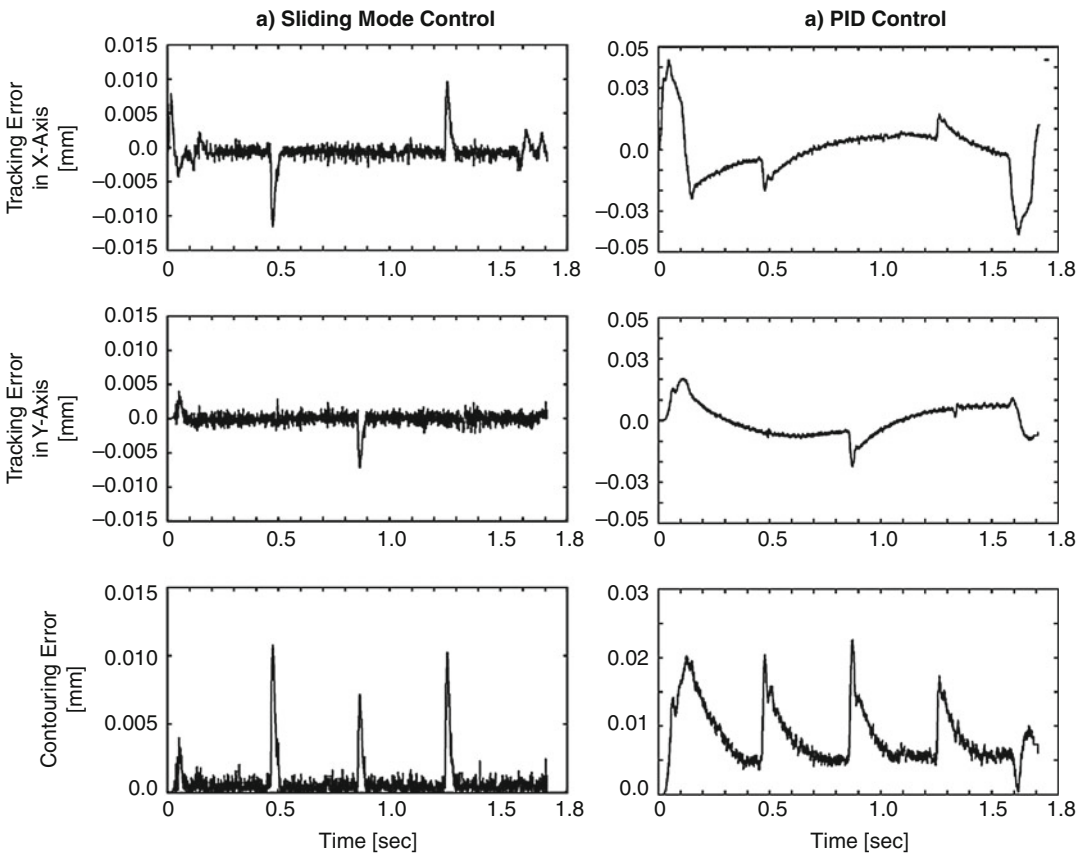 a) Sliding Mode Control
a) PID Control
Tracking Error
in X-Axis
[mm]
0.015
0.010
0.005
0.0
–0.005
–0.010
–0.015
0 0.5 1.0 1.5 1.8
0.05
0.03
0.0
–0.03
–0.05
0 0.5 1.0 1.5 1.8
Tracking Error
in Y-Axis
[mm]
0.015
0.010
0.005
0.0
–0.005
–0.010
–0.015
0 0.5 1.0 1.5 1.8
0.05
0.03
0.0
–0.03
–0.05
0 0.5 1.0 1.5 1.8
Contouring Error
[mm]
0.015
0.010
0.005
0.0
0 0.5 1.0 1.5 1.8
Time [sec]
0.03
0.02
0.01
0.0
0 0.5 1.0 1.5 1.8
Time [sec]